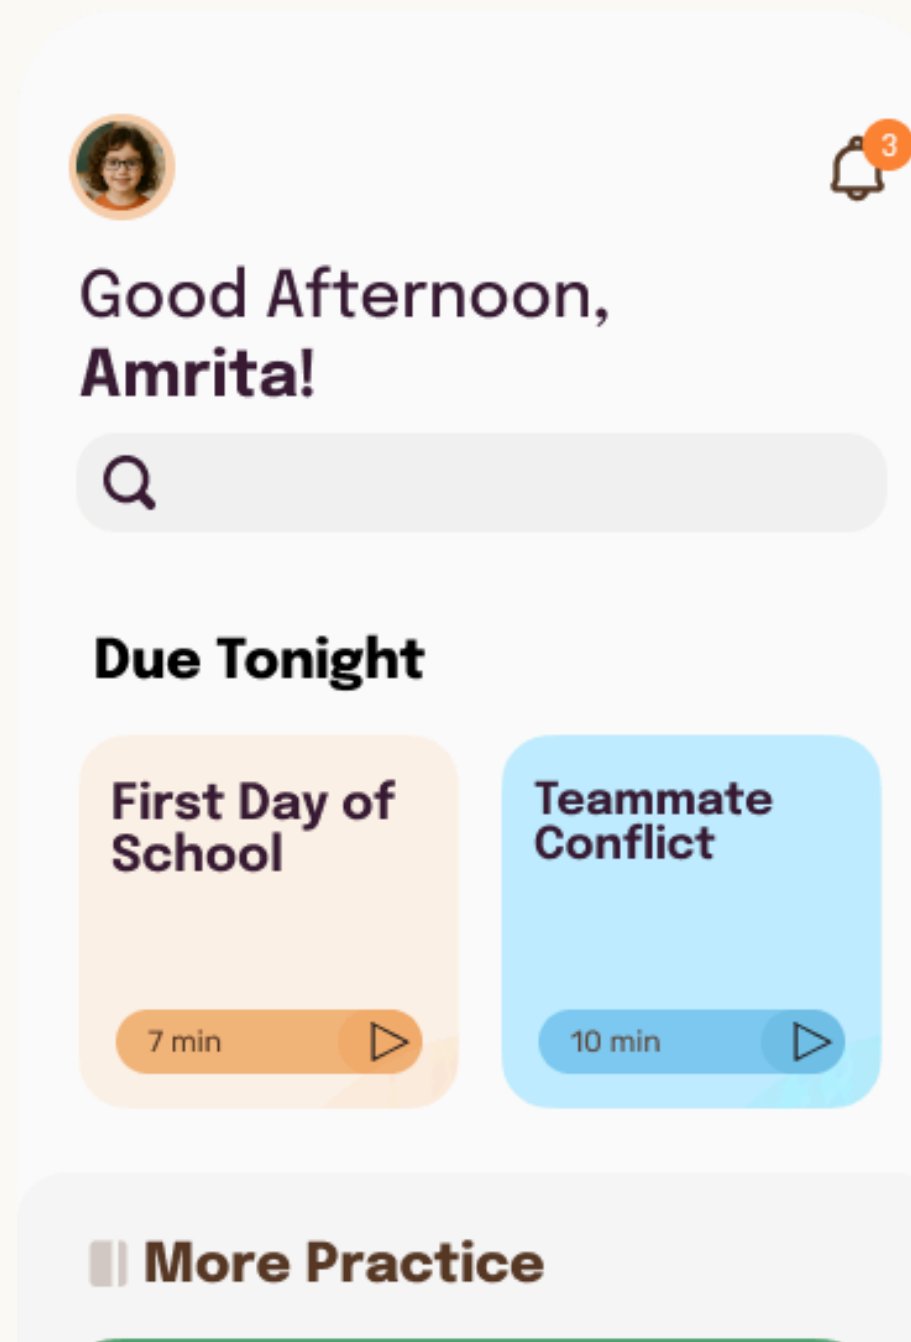 3
Good Afternoon,
Amrita!
Due Tonight
First Day of
School
Teammate
Conflict
7 min
10 min
More Practice